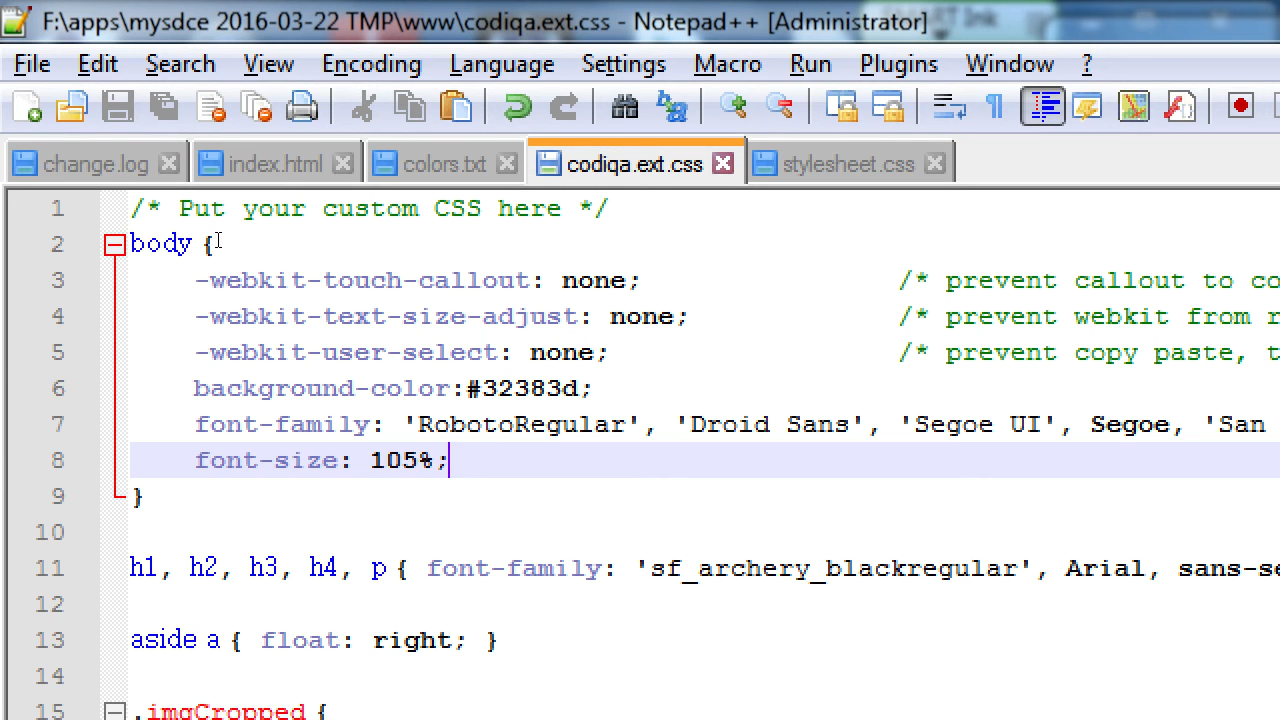 F:\apps\mysdce 2016-03-22 TMP\www\codiqa.ext.css - Notepad++ [Administrator]
File Edit Search View Encoding Language Settings Macro Run Plugins Window ?
change.log index.html colors.txt codiqa.ext.css stylesheet.css
1 /* Put your custom CSS here */
2 body {
3 -webkit-touch-callout: none; /* prevent callout to co
4 -webkit-text-size-adjust: none; /* prevent webkit from r
5 -webkit-user-select: none; /* prevent copy paste, t
6 background-color:#32383d;
7 font-family: 'RobotoRegular', 'Droid Sans', 'Segoe UI', Segoe, 'San
8 font-size: 105%;
9 }
10
11 h1, h2, h3, h4, p { font-family: 'sf_archery_blackregular', Arial, sans-se
12
13 aside a { float: right; }
14
15 .imgCropped {